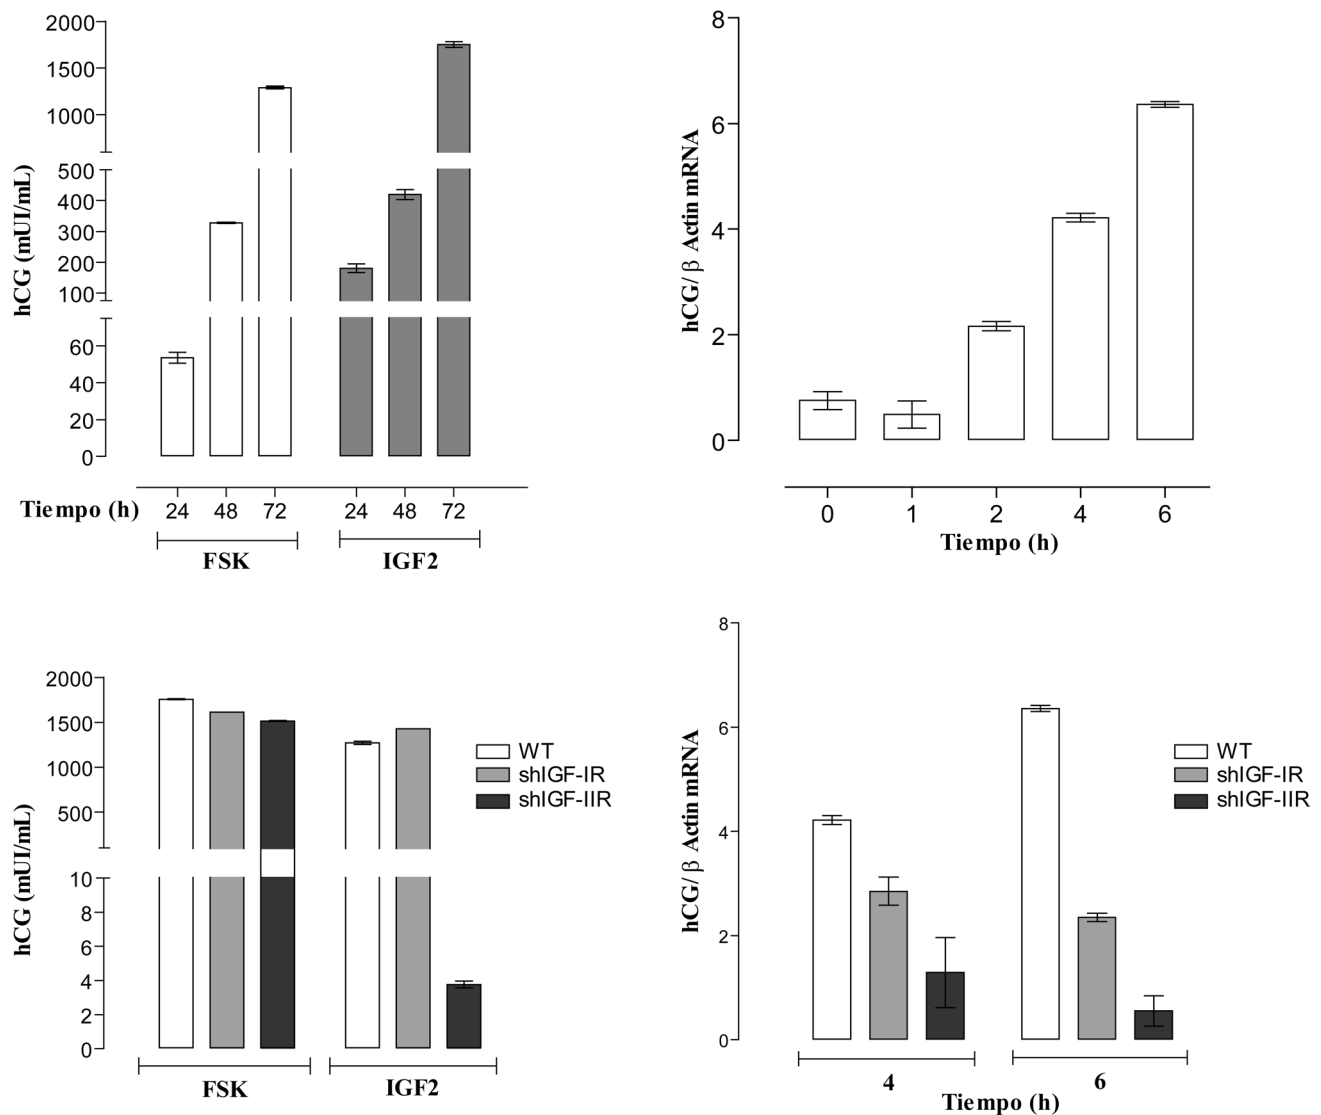 2000
1500
1000
500
400
300
200
100
60
40
20
0
hCG (mUI/mL)
Tiempo (h) 24 48 72 24 48 72
FSK IGF2
8
6
4
2
0
hCG/ β Actin mRNA
0 1 2 4 6
Tiempo (h)
2000
1500
1000
500
10
8
6
4
2
0
hCG (mUI/mL)
WT
shIGF-IR
shIGF-IIR
FSK IGF2
8
6
4
2
0
hCG/ β Actin mRNA
WT
shIGF-IR
shIGF-IIR
4 6
Tiempo (h)